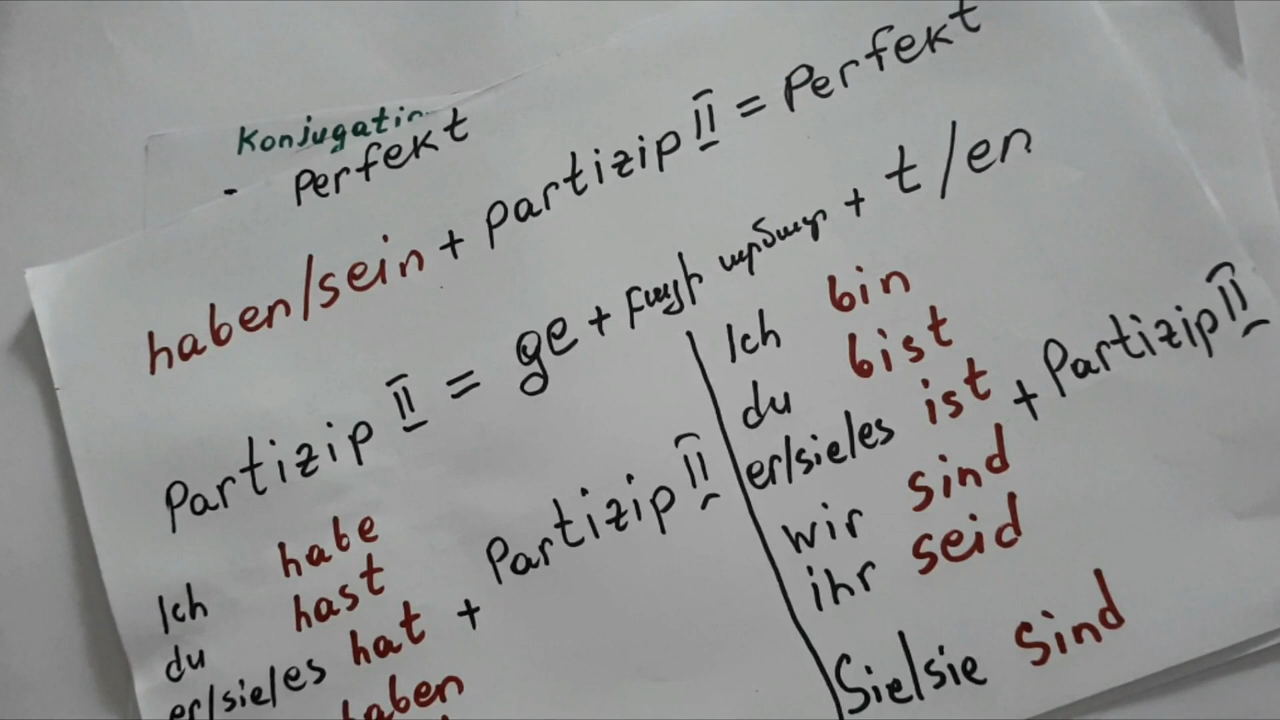 Konjugatin
- Perfekt
haben/sein + Partizip II = Perfekt
Partizip II = ge + բայի արմատ + t/en
Ich habe
du hast
er/sie/es hat + Partizip II
haben
Ich bin
du bist
er/sie/es ist + Partizip II
wir sind
ihr seid
Sie/sie sind